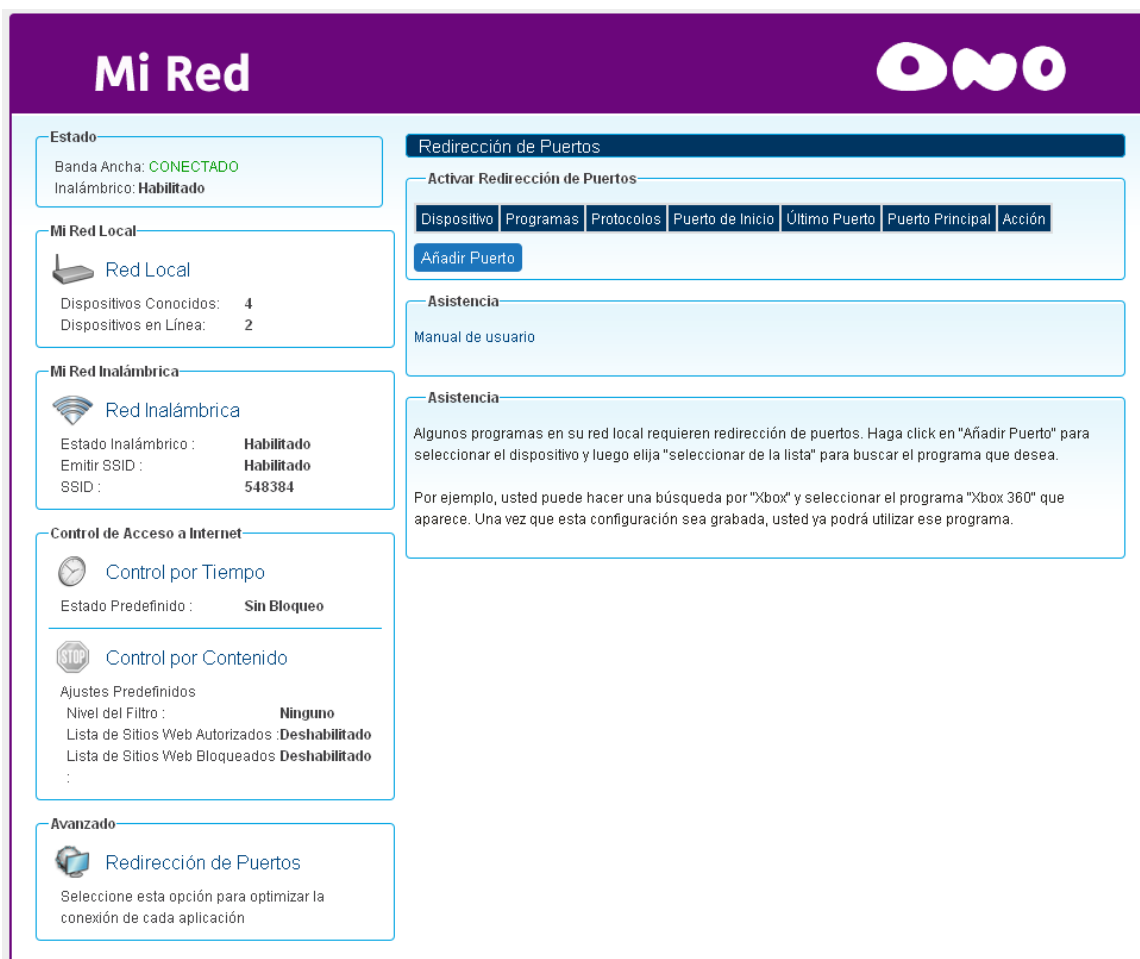 Mi Red
ONO
Estado
Banda Ancha: CONECTADO
Inalámbrico: Habilitado
Mi Red Local
Red Local
Dispositivos Conocidos: 4
Dispositivos en Línea: 2
Mi Red Inalámbrica
Red Inalámbrica
Estado Inalámbrico : Habilitado
Emitir SSID : Habilitado
SSID : 548384
Control de Acceso a Internet
Control por Tiempo
Estado Predefinido : Sin Bloqueo
STOP
Control por Contenido
Ajustes Predefinidos
Nivel del Filtro : Ninguno
Lista de Sitios Web Autorizados :Deshabilitado
Lista de Sitios Web Bloqueados Deshabilitado
:
Avanzado
Redirección de Puertos
Seleccione esta opción para optimizar la
conexión de cada aplicación
Redirección de Puertos
Activar Redirección de Puertos
Dispositivo Programas Protocolos Puerto de Inicio Último Puerto Puerto Principal Acción
Añadir Puerto
Asistencia
Manual de usuario
Asistencia
Algunos programas en su red local requieren redirección de puertos. Haga click en "Añadir Puerto" para
seleccionar el dispositivo y luego elija "seleccionar de la lista" para buscar el programa que desea.
Por ejemplo, usted puede hacer una búsqueda por "Xbox" y seleccionar el programa "Xbox 360" que
aparece. Una vez que esta configuración sea grabada, usted ya podrá utilizar ese programa.